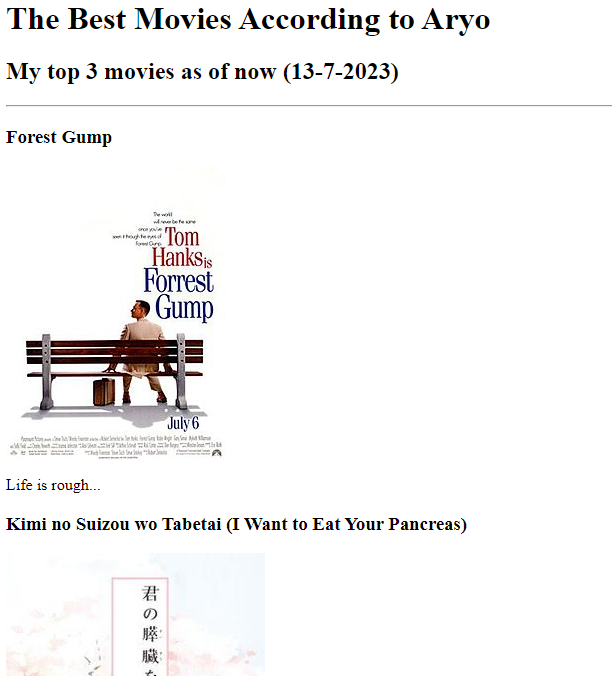 The Best Movies According to Aryo
My top 3 movies as of now (13-7-2023)
Forest Gump
The world
will never be the same
once you've
seen it through the eyes of
Forrest Gump.
Tom
Hanks is
Forrest
Gump
July 6
Life is rough...
Kimi no Suizou wo Tabetai (I Want to Eat Your Pancreas)
君の膵臓を